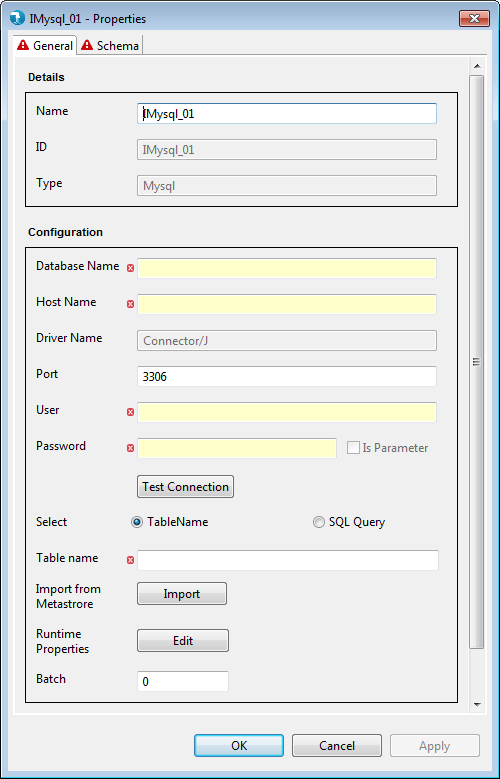 IMysql_01 - Properties
General Schema
Details
Name IMysql_01
ID IMysql_01
Type Mysql
Configuration
Database Name
Host Name
Driver Name Connector/J
Port 3306
User
Password Is Parameter
Test Connection
Select TableName SQL Query
Table name
Import from
Metastrore Import
Runtime
Properties Edit
Batch 0
OK Cancel Apply